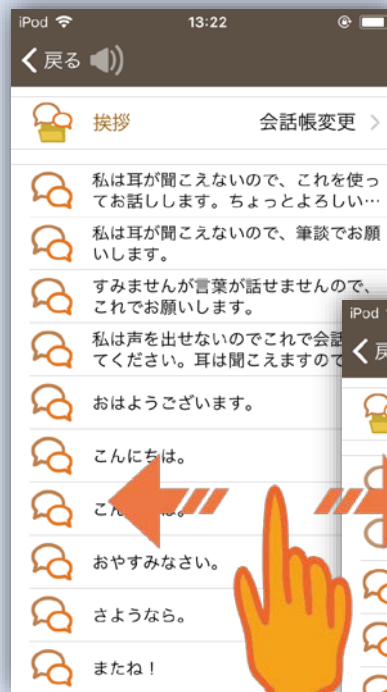 iPod 13:22
戻る
挨拶 会話帳変更
私は耳が聞こえないので、これを使っ
てお話しします。ちょっとよろしい…
私は耳が聞こえないので、筆談でお願
いします。
すみませんが言葉が話せませんので、
これでお願いします。
私は声を出せないのでこれで会話
てください。耳は聞こえますので
おはようございます。
こんにちは。
おやすみなさい。
さようなら。
またね！
iPod
戻